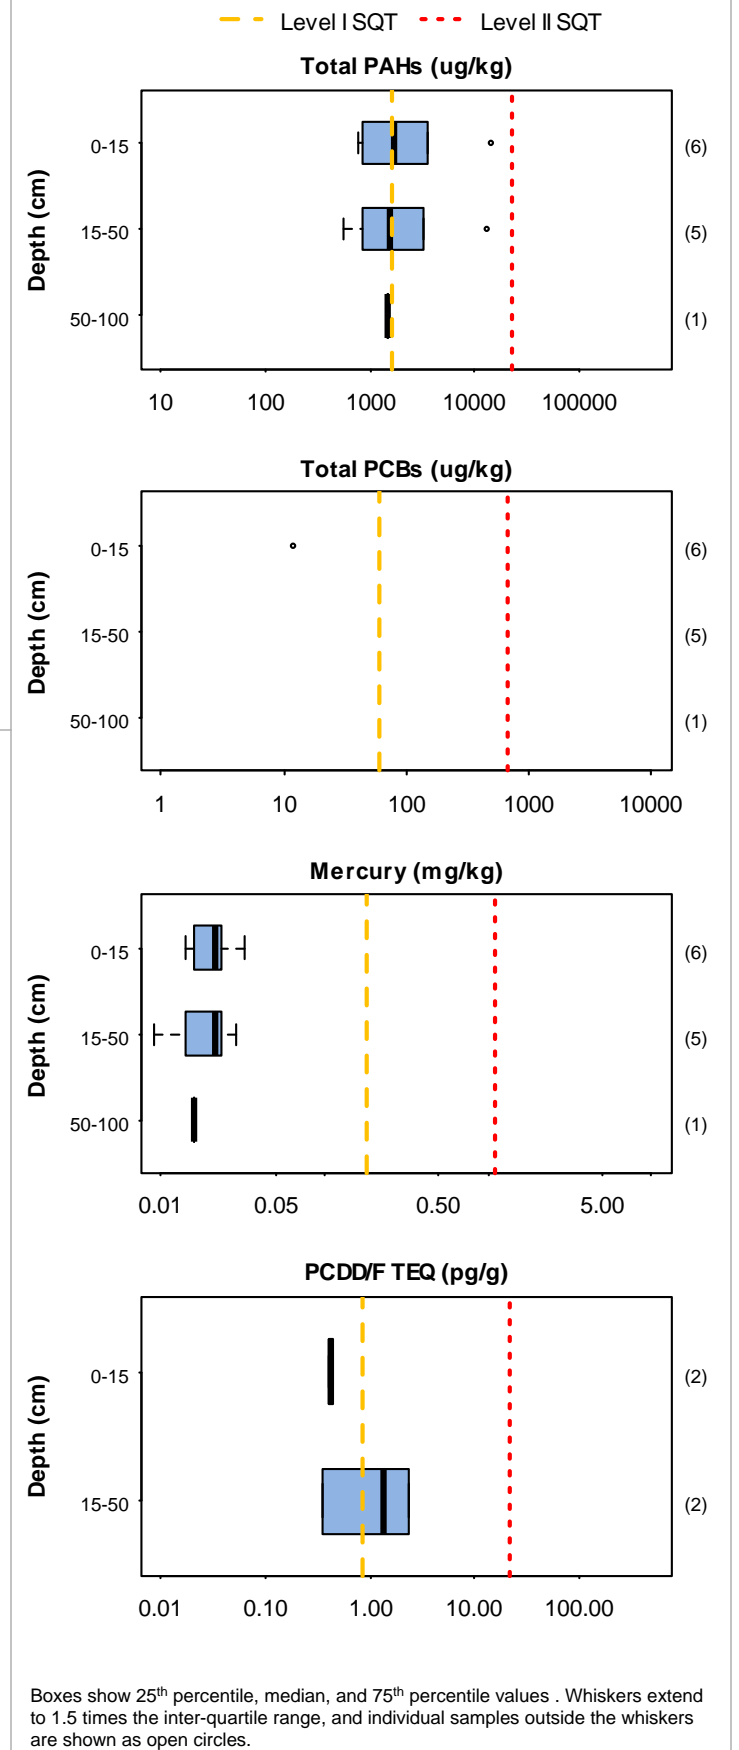 Level I SQT Level II SQT
Total PAHs (ug/kg)
Depth (cm)
0-15 (6)
15-50 (5)
50-100 (1)
10 100 1000 10000 100000
Total PCBs (ug/kg)
Depth (cm)
0-15 (6)
15-50 (5)
50-100 (1)
1 10 100 1000 10000
Mercury (mg/kg)
Depth (cm)
0-15 (6)
15-50 (5)
50-100 (1)
0.01 0.05 0.50 5.00
PCDD/F TEQ (pg/g)
Depth (cm)
0-15 (2)
15-50 (2)
0.01 0.10 1.00 10.00 100.00
Boxes show 25th percentile, median, and 75th percentile values . Whiskers extend
to 1.5 times the inter-quartile range, and individual samples outside the whiskers
are shown as open circles.